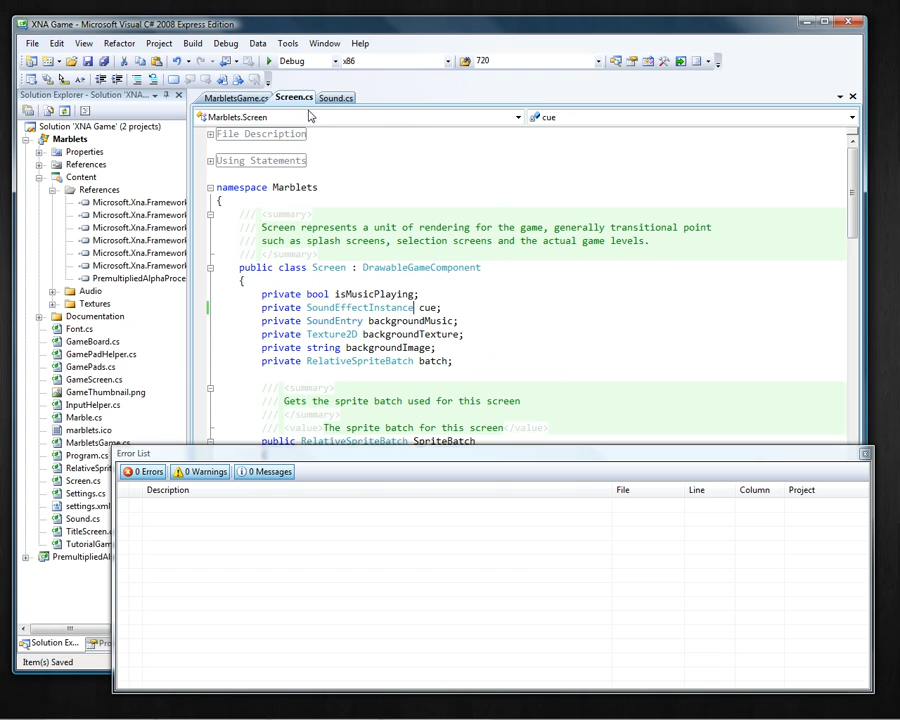 XNA Game - Microsoft Visual C# 2008 Express Edition
File Edit View Refactor Project Build Debug Data Tools Window Help
Debug x86 720
Solution Explorer - Solution 'XNA...
MarbletsGame.cs Screen.cs Sound.cs
Marblets.Screen cue
Solution 'XNA Game' (2 projects)
Marblets
Properties
References
Content
References
Microsoft.Xna.Framework
Microsoft.Xna.Framework
Microsoft.Xna.Framework
Microsoft.Xna.Framework
Microsoft.Xna.Framework
Microsoft.Xna.Framework
PremultipliedAlphaProce
Audio
Textures
Documentation
Font.cs
GameBoard.cs
GamePadHelper.cs
GamePads.cs
GameScreen.cs
GameThumbnail.png
InputHelper.cs
Marble.cs
marblets.ico
MarbletsGame.cs
Program.cs
RelativeSprit
Screen.cs
Settings.cs
settings.xml
Sound.cs
TitleScreen.c
TutorialGam
PremultipliedAl
Solution Ex... Pro
Item(s) Saved
File Description
Using Statements
namespace Marblets
{
/// <summary>
/// Screen represents a unit of rendering for the game, generally transitional point
/// such as splash screens, selection screens and the actual game levels.
/// </summary>
public class Screen : DrawableGameComponent
{
private bool isMusicPlaying;
private SoundEffectInstance cue;
private SoundEntry backgroundMusic;
private Texture2D backgroundTexture;
private string backgroundImage;
private RelativeSpriteBatch batch;
/// <summary>
/// Gets the sprite batch used for this screen
/// </summary>
/// <value>The sprite batch for this screen</value>
public RelativeSpriteBatch SpriteBatch
Error List
0 Errors 0 Warnings 0 Messages
Description File Line Column Project